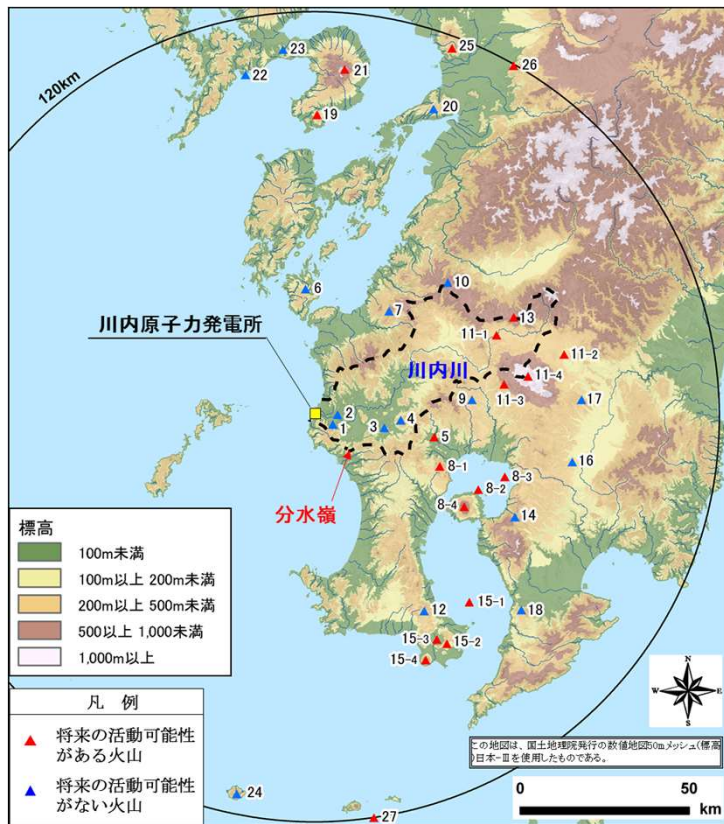 120km
23
22
21
25
26
19
20
6
10
7
13
川内原子力発電所
11-1
11-2
川内川
11-4
11-3
9
17
2
1
3
4
5
16
8-1
8-3
8-2
分水嶺
8-4
14
標高
100m未満
100m以上 200m未満
200m以上 500m未満
500以上 1,000未満
1,000m以上
12
15-1
18
15-3
15-2
15-4
N
W
E
S
凡 例
将来の活動可能性
がある火山
将来の活動可能性
がない火山
この地図は、国土地理院発行の数値地図50mメッシュ(標高
)日本-Ⅲを使用したものである。
24
27
0
50
km